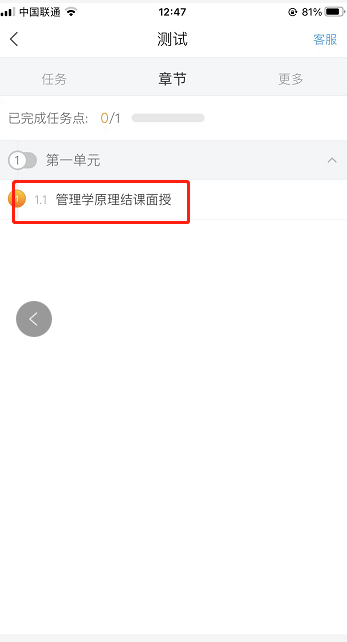 中国联通 12:47 81%
测试 客服
任务 章节 更多
已完成任务点: 0/1
1 第一单元
1 1.1 管理学原理结课面授